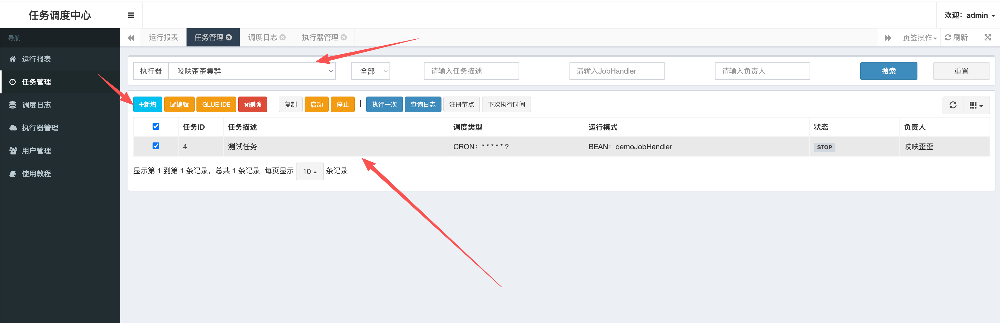 任务调度中心
欢迎：admin
导航
运行报表 任务管理 调度日志 执行器管理 页签操作 刷新
运行报表
任务管理
调度日志
执行器管理
用户管理
使用教程
执行器 哎呋歪歪集群 全部 请输入任务描述 请输入JobHandler 请输入负责人 搜索 重置
新增 编辑 GLUE IDE 删除 | 复制 启动 停止 | 执行一次 查询日志 注册节点 下次执行时间
任务ID 任务描述 调度类型 运行模式 状态 负责人
4 测试任务 CRON：* * * * * ? BEAN：demoJobHandler STOP 哎呋歪歪
显示第 1 到第 1 条记录，总共 1 条记录 每页显示 10 条记录